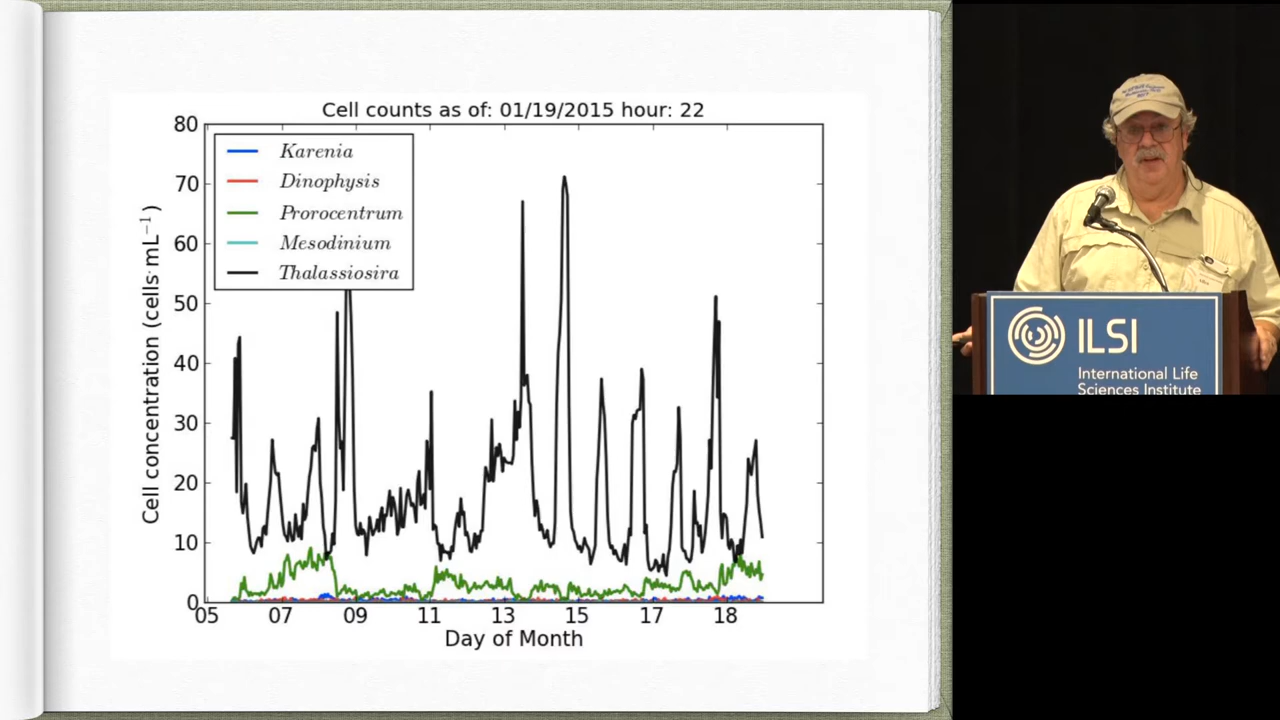 Cell counts as of: 01/19/2015 hour: 22
80
70
60
50
40
30
20
10
0
Cell concentration (cells·mL⁻¹)
Karenia
Dinophysis
Prorocentrum
Mesodinium
Thalassiosira
05 07 09 11 13 15 17 18
Day of Month
ILSI
International Life
Sciences Institute